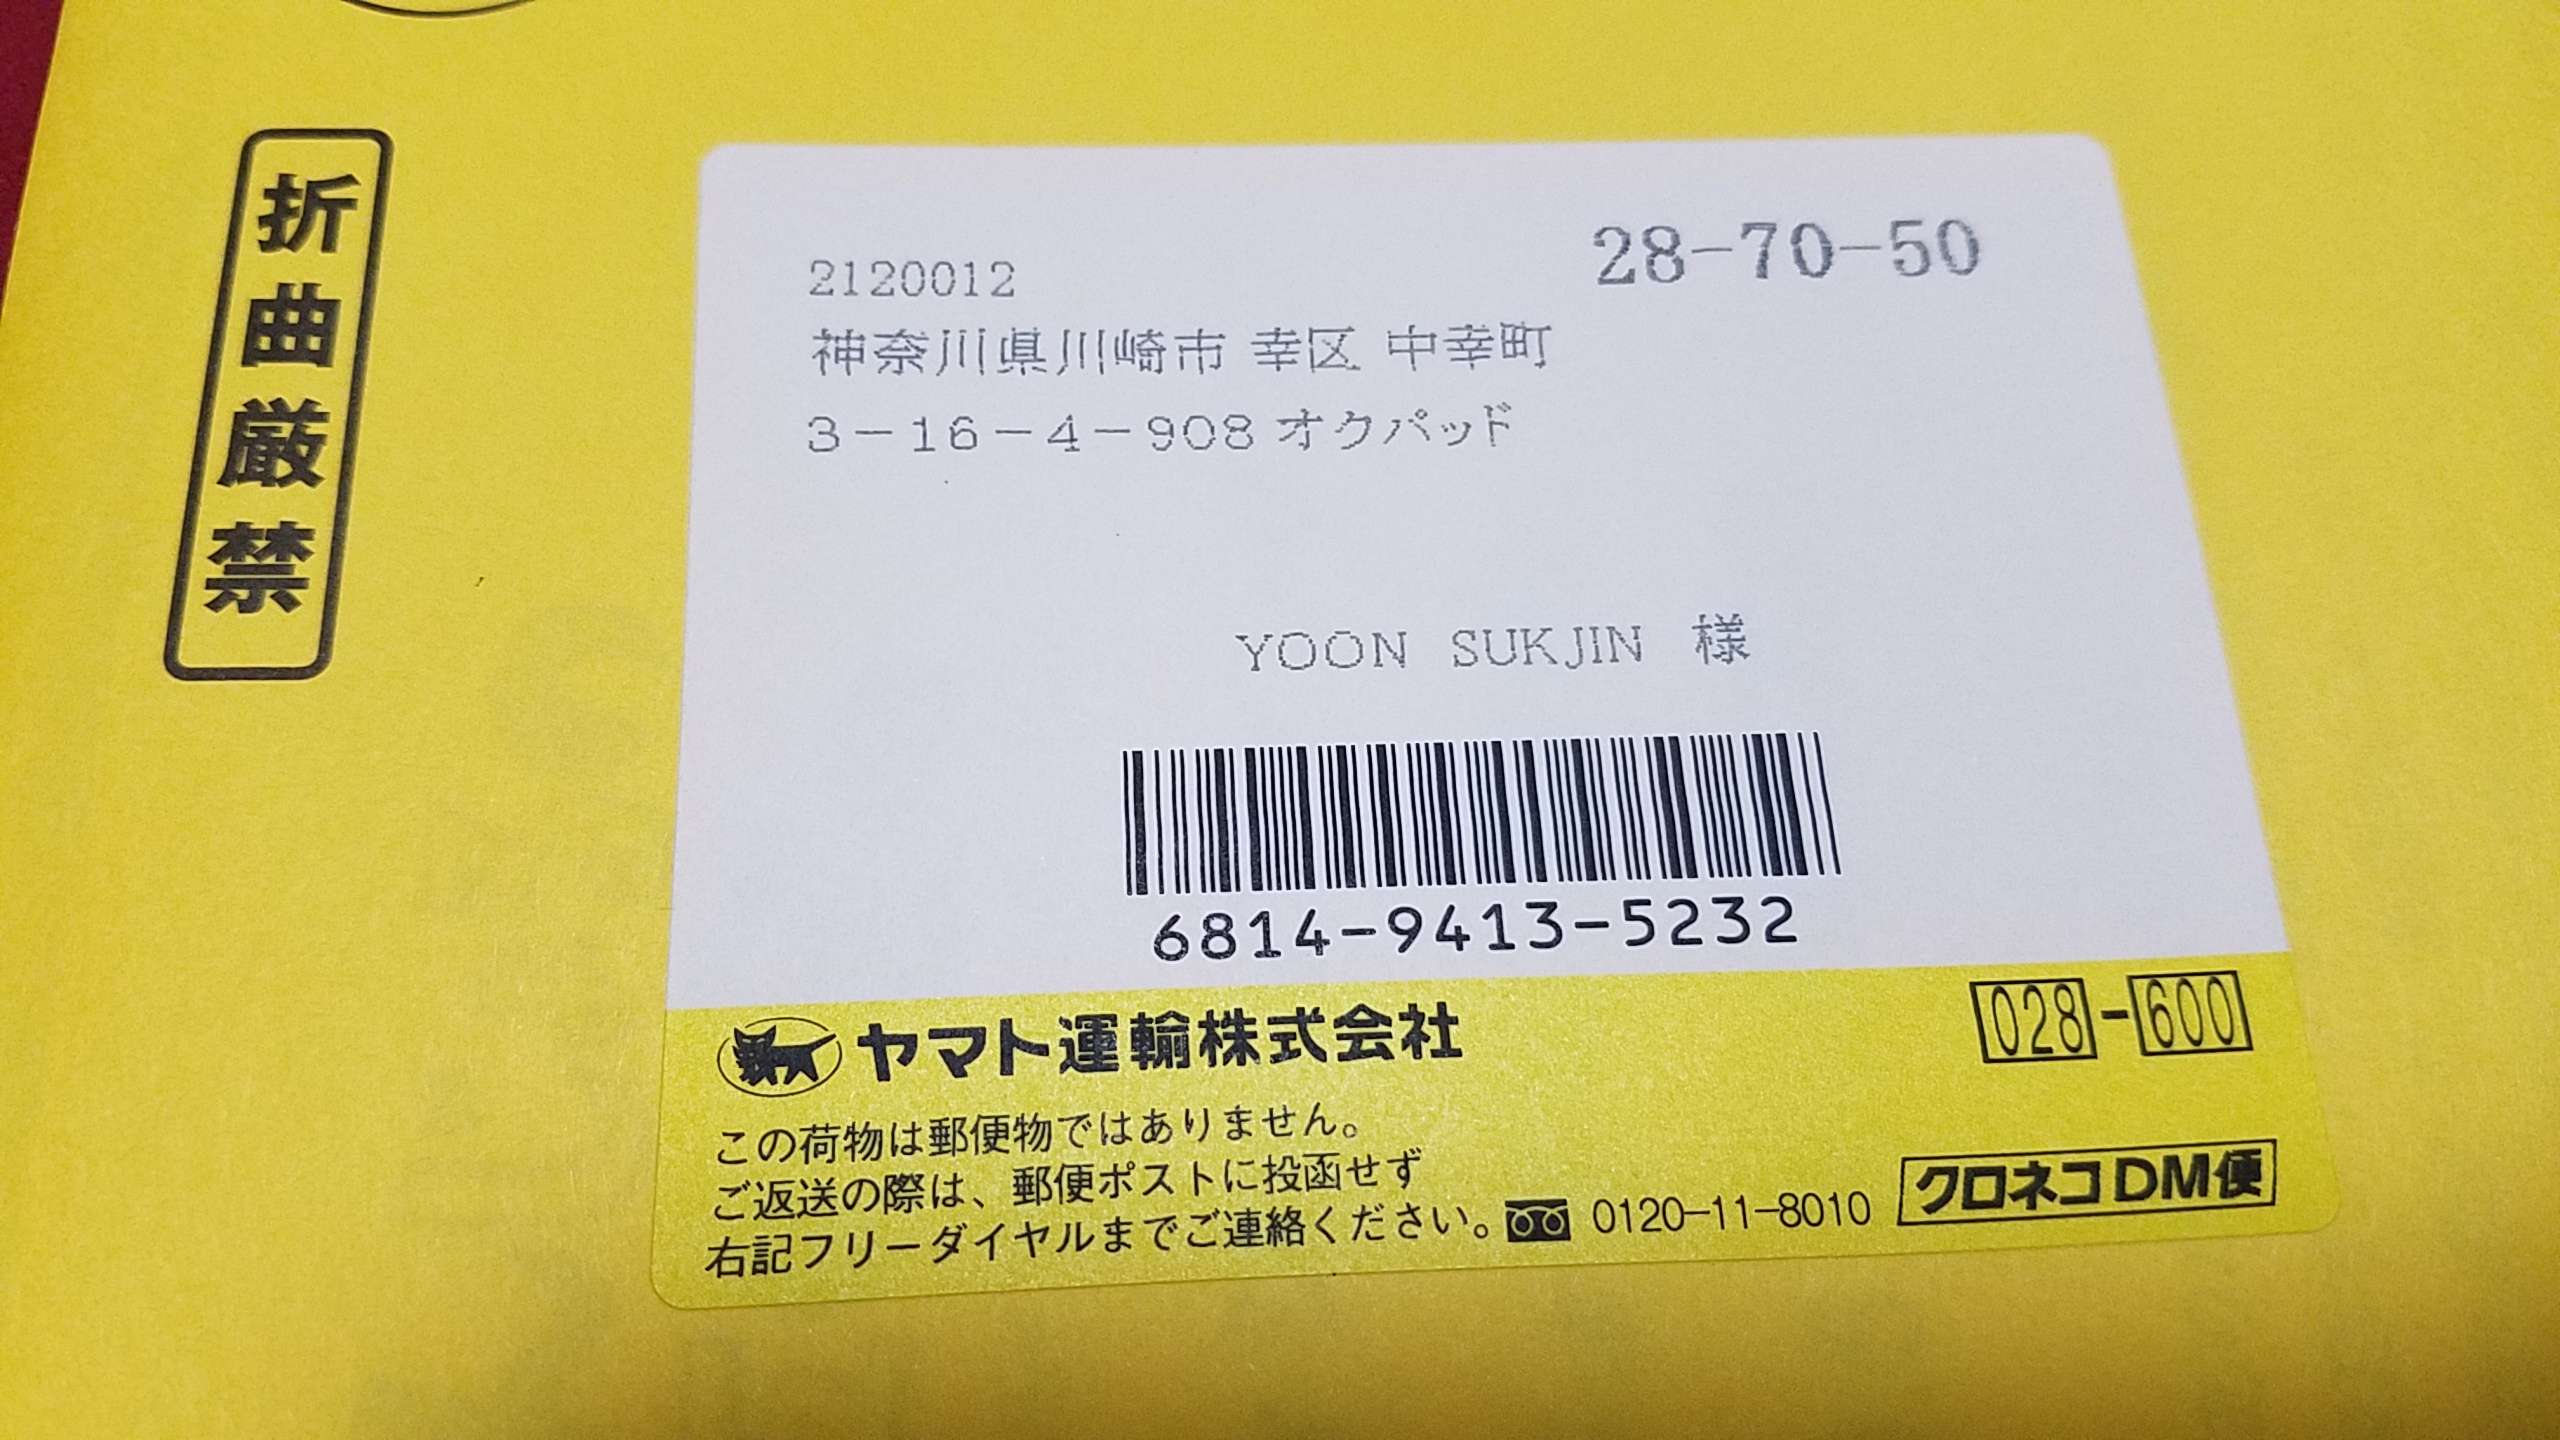 折曲厳禁
28-70-50
2120012
神奈川県川崎市 幸区 中幸町
3-16-4-908 オクパッド
YOON SUKJIN 様
6814-9413-5232
ヤマト運輸株式会社
028-600
この荷物は郵便物ではありません。
ご返送の際は、郵便ポストに投函せず
右記フリーダイヤルまでご連絡ください。 0120-11-8010
クロネコDM便